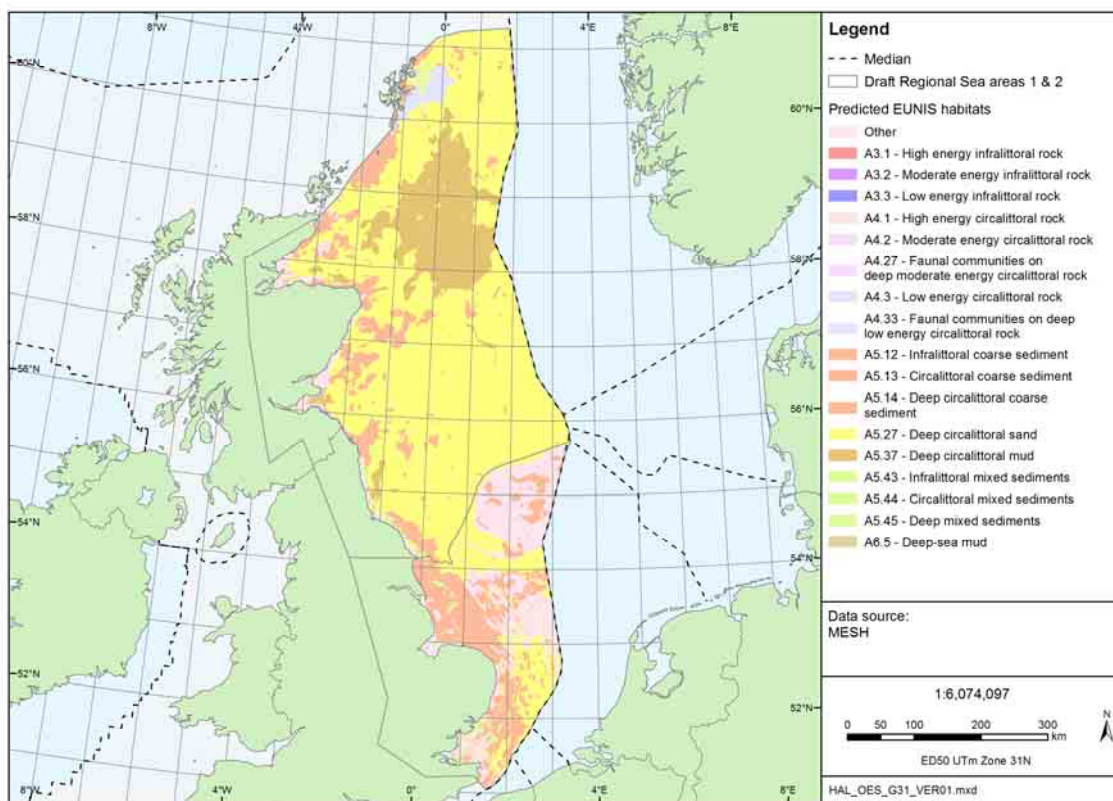 8°W
4°W
0°
4°E
8°E
60°N
60°N
58°N
58°N
56°N
56°N
54°N
54°N
52°N
52°N
8°W
4°W
0°
4°E
8°E
Legend
Median
Draft Regional Sea areas 1 & 2
Predicted EUNIS habitats
Other
A3.1 - High energy infralittoral rock
A3.2 - Moderate energy infralittoral rock
A3.3 - Low energy infralittoral rock
A4.1 - High energy circalittoral rock
A4.2 - Moderate energy circalittoral rock
A4.27 - Faunal communities on
deep moderate energy circalittoral rock
A4.3 - Low energy circalittoral rock
A4.33 - Faunal communities on deep
low energy circalittoral rock
A5.12 - Infralittoral coarse sediment
A5.13 - Circalittoral coarse sediment
A5.14 - Deep circalittoral coarse
sediment
A5.27 - Deep circalittoral sand
A5.37 - Deep circalittoral mud
A5.43 - Infralittoral mixed sediments
A5.44 - Circalittoral mixed sediments
A5.45 - Deep mixed sediments
A6.5 - Deep-sea mud
Data source:
MESH
1:6,074,097
N
0 50 100 200 300
km
ED50 UTm Zone 31N
HAL_OES_G31_VER01.mxd